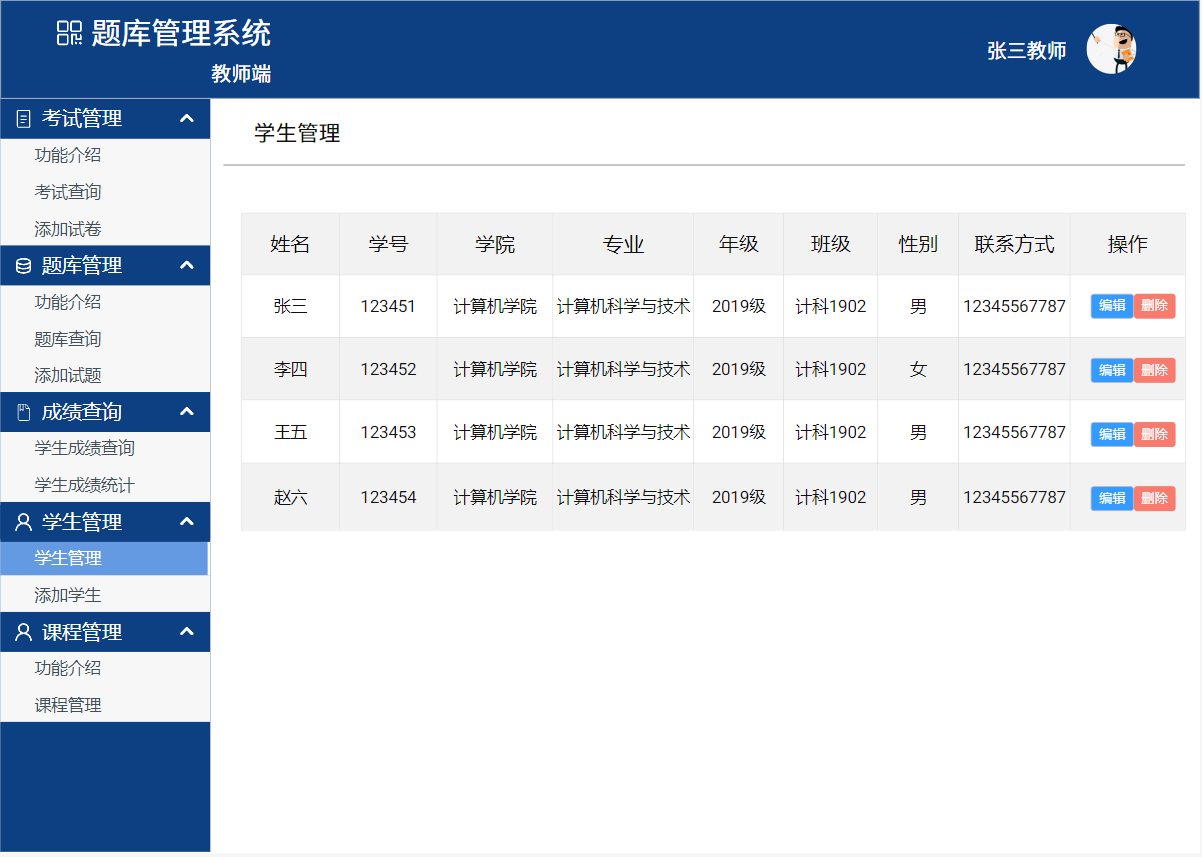 题库管理系统
教师端
张三教师
考试管理
功能介绍
考试查询
添加试卷
题库管理
功能介绍
题库查询
添加试题
成绩查询
学生成绩查询
学生成绩统计
学生管理
学生管理
添加学生
课程管理
功能介绍
课程管理
学生管理
姓名 学号 学院 专业 年级 班级 性别 联系方式 操作
张三 123451 计算机学院 计算机科学与技术 2019级 计科1902 男 12345567787 编辑 删除
李四 123452 计算机学院 计算机科学与技术 2019级 计科1902 女 12345567787 编辑 删除
王五 123453 计算机学院 计算机科学与技术 2019级 计科1902 男 12345567787 编辑 删除
赵六 123454 计算机学院 计算机科学与技术 2019级 计科1902 男 12345567787 编辑 删除